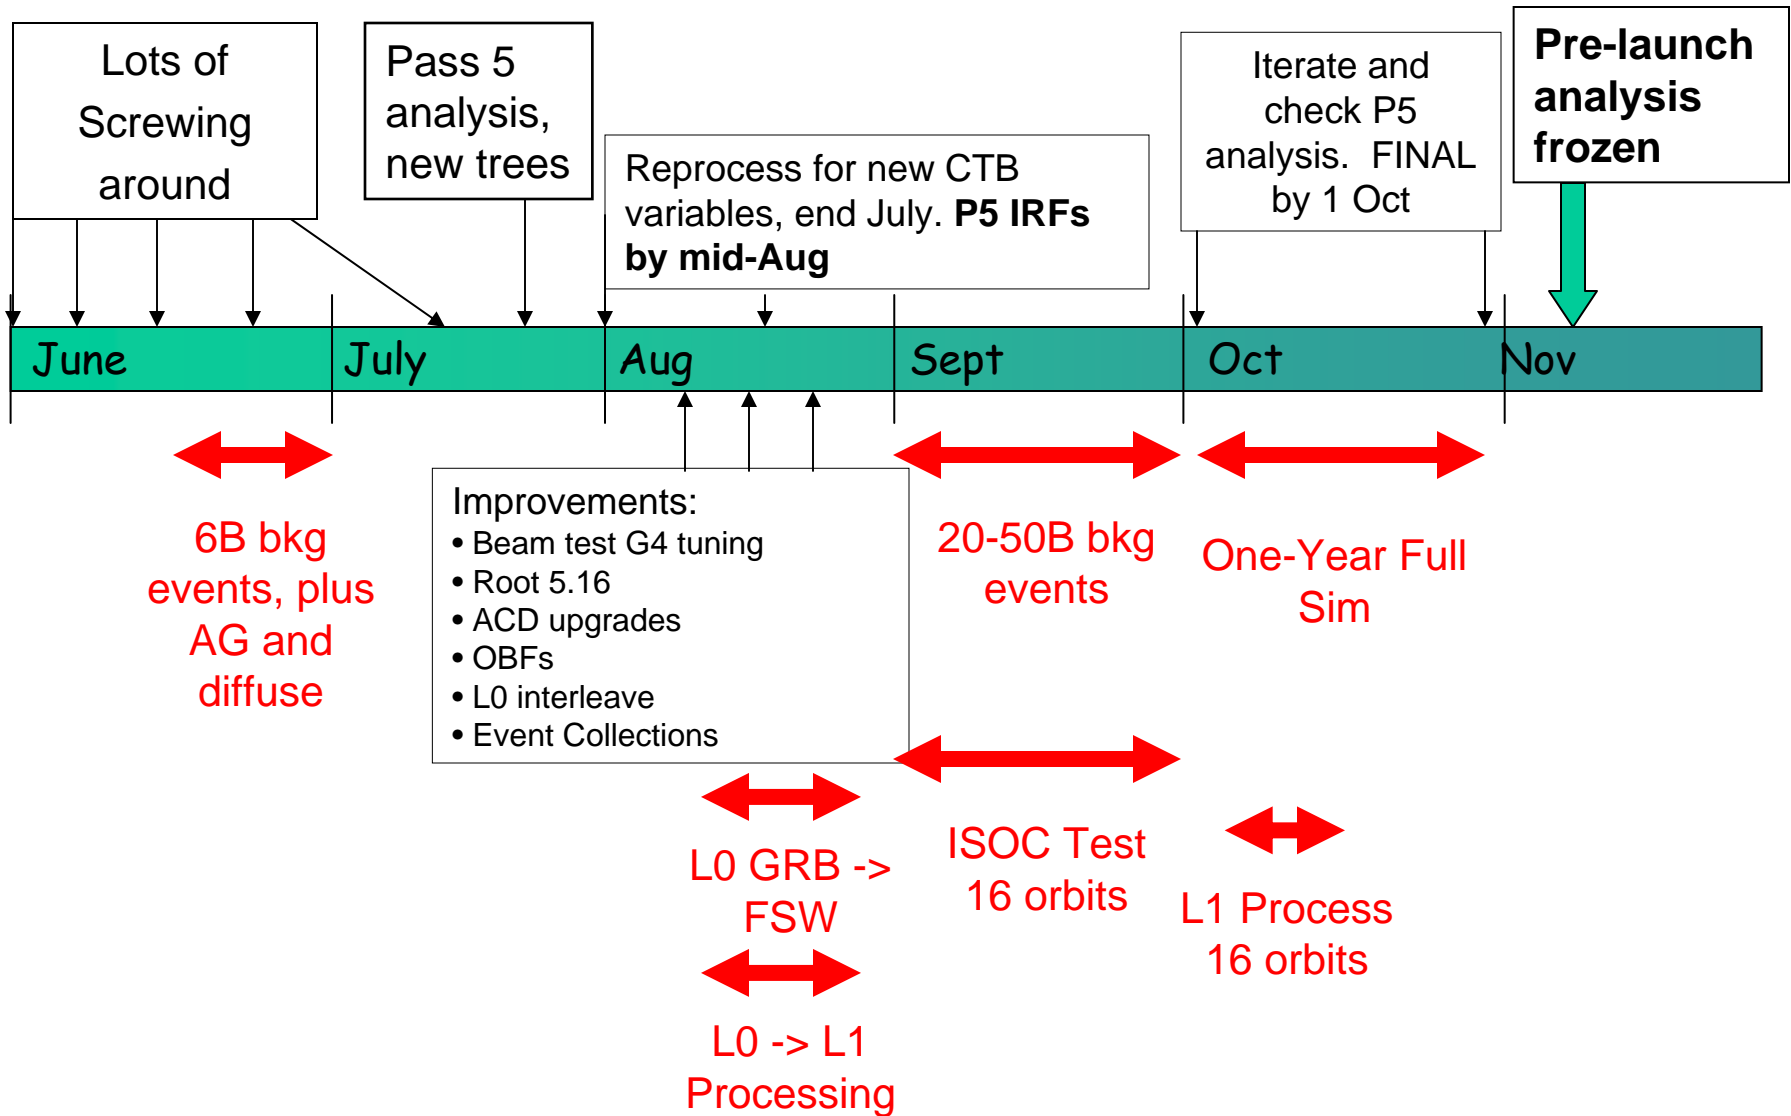 Lots of
Screwing
around
Pass 5
analysis,
new trees
Reprocess for new CTB
variables, end July. P5 IRFs
by mid-Aug
Iterate and
check P5
analysis.  FINAL
by 1 Oct
Pre-launch
analysis
frozen
June
July
Aug
Sept
Oct
Nov
6B bkg
events, plus
AG and
diffuse
Improvements:
• Beam test G4 tuning
• Root 5.16
• ACD upgrades
• OBFs
• L0 interleave
• Event Collections
20-50B bkg
events
One-Year Full
Sim
L0 GRB ->
FSW
ISOC Test
16 orbits
L1 Process
16 orbits
L0 -> L1
Processing